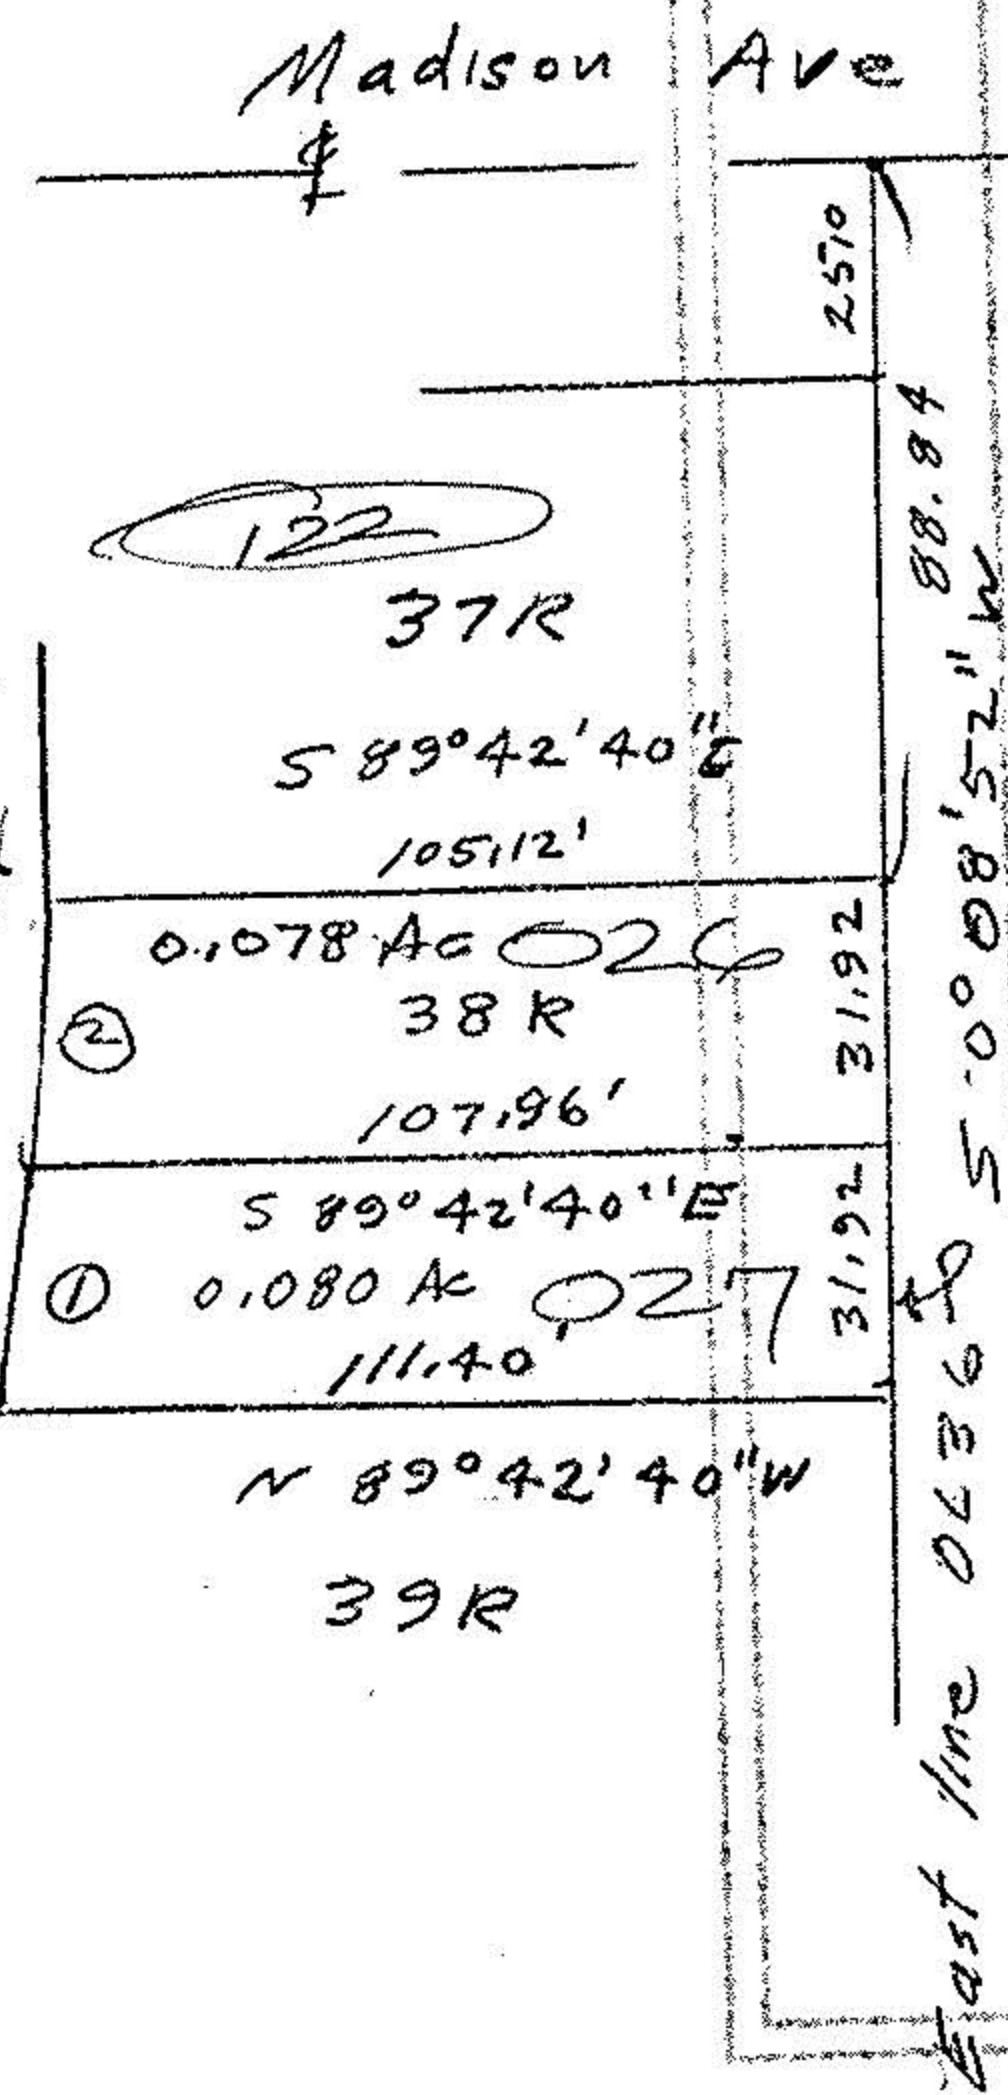 Madison Ave
℄
25.0
88.84
122
37R
S 89°42'40"E
105.12'
0.078 Ac 026
38R
31.92
2
107.96'
S 89°42'40"E
31.92
1 0.080 Ac 027
111.40'
N 89°42'40"W
39R
S 0°08'52"W
East line OL 36